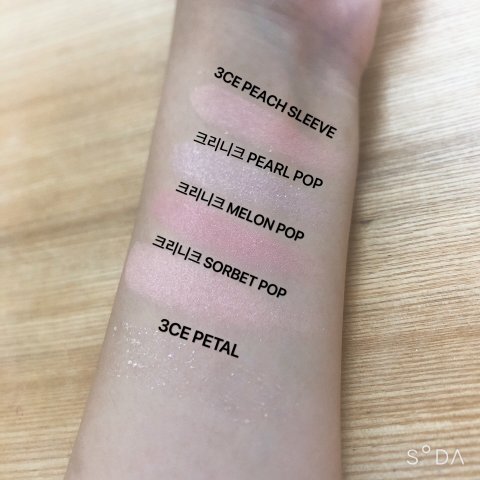 3CE PEACH SLEEVE
크리니크 PEARL POP
크리니크 MELON POP
크리니크 SORBET POP
3CE PETAL
SODA